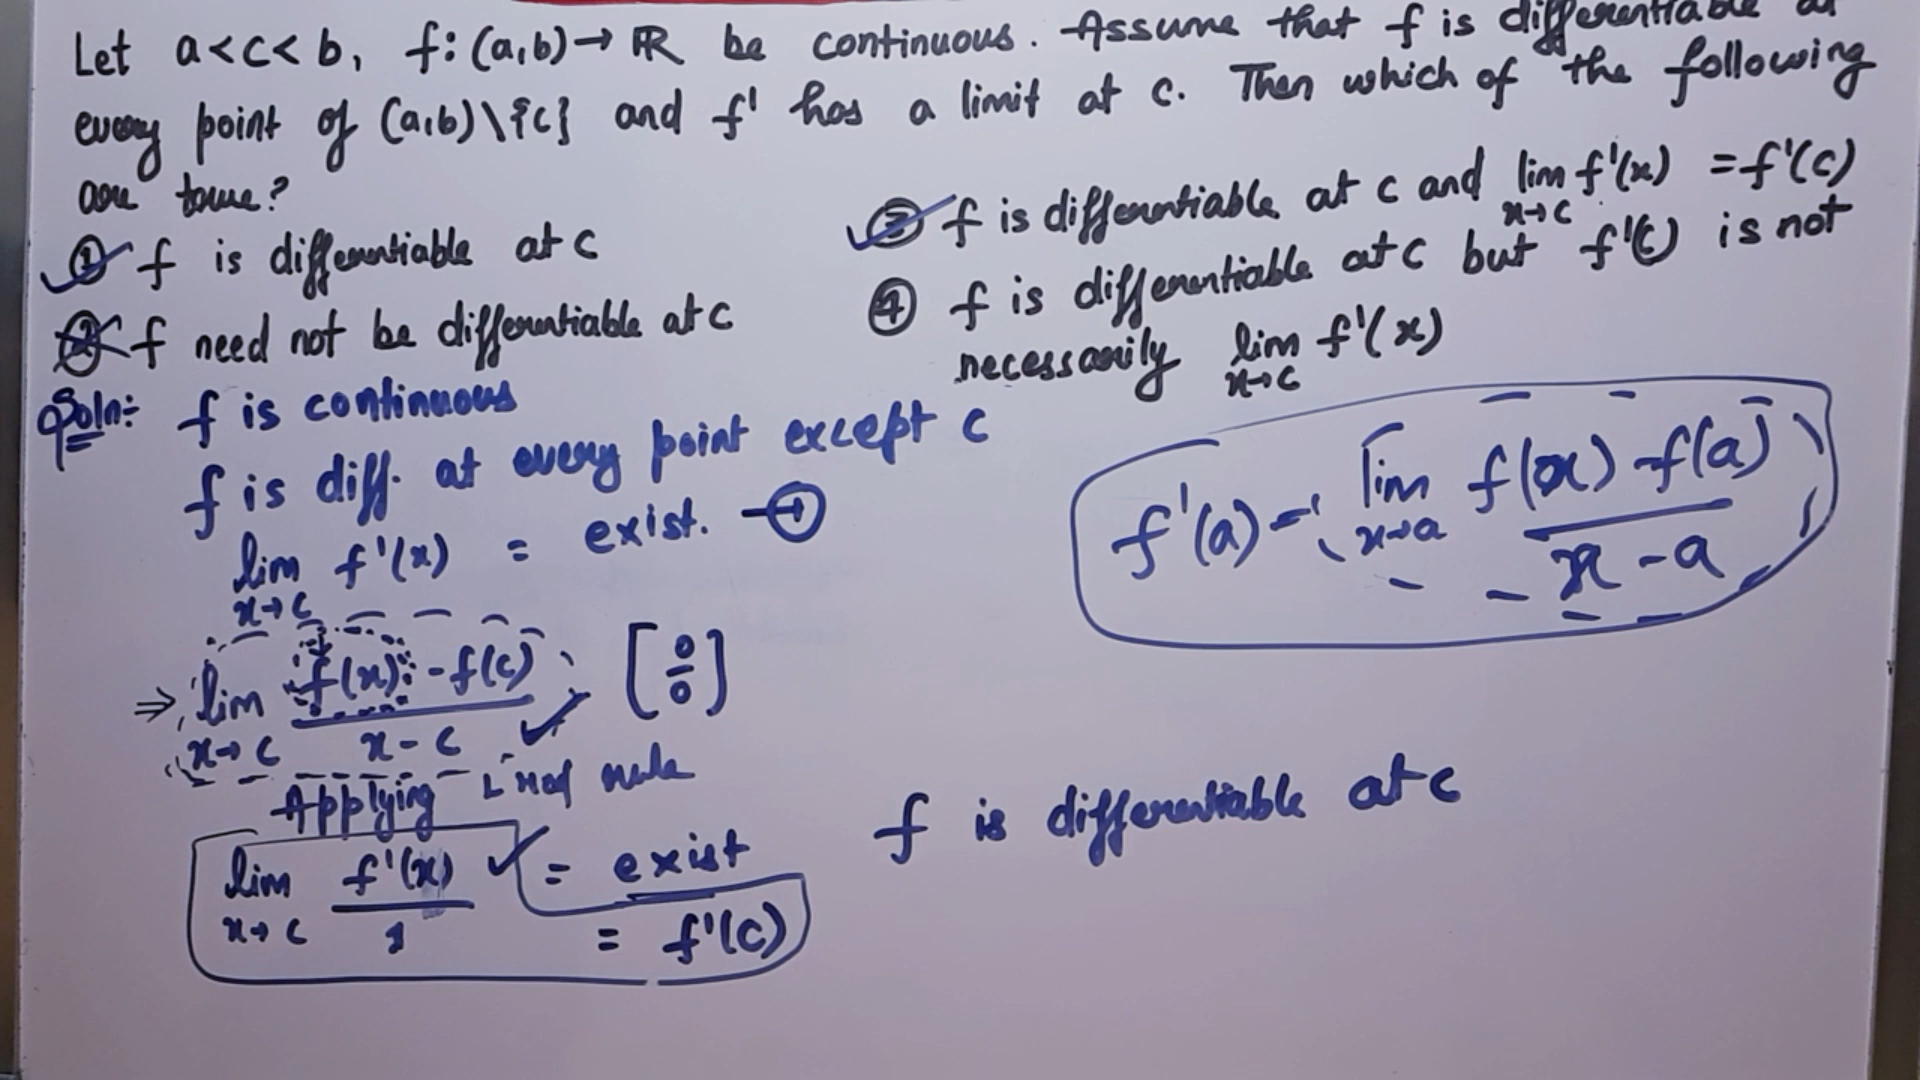 Let a<c<b, f:(a,b)→ℝ be continuous. Assume that f is differentiable at
every point of (a,b)\{c} and f' has a limit at c. Then which of the following
are true?
① f is differentiable at c
② f need not be differentiable at c
③ f is differentiable at c and lim x→c f'(x) = f'(c)
④ f is differentiable at c but f'(c) is not
necessarily lim x→c f'(x)
Soln:- f is continuous
f is diff. at every point except c
lim x→c f'(x) = exist. —①
f'(a) = lim x→a (f(x) - f(a))/(x-a)
⇒ lim x→c (f(x) - f(c))/(x-c) [0/0]
Applying L'Hof rule
lim x→c f'(x)/1 = exist
= f'(c)
f is differentiable at c